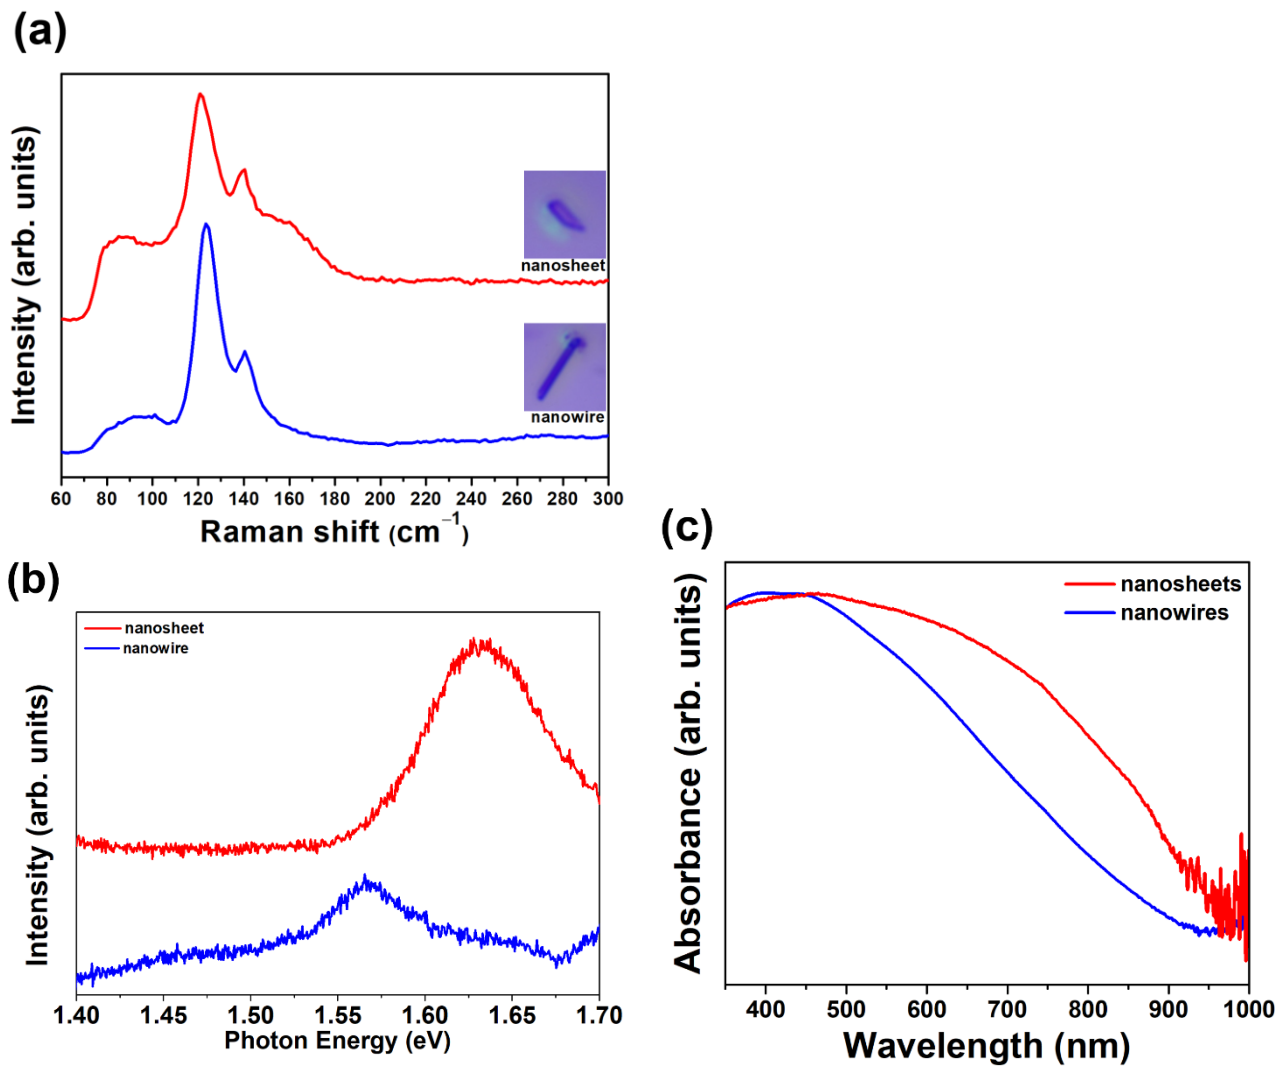 (a)
Intensity (arb. units)
nanosheet
nanowire
60 80 100 120 140 160 180 200 220 240 260 280 300
Raman shift (cm⁻¹)
(b)
nanosheet
nanowire
Intensity (arb. units)
1.40 1.45 1.50 1.55 1.60 1.65 1.70
Photon Energy (eV)
(c)
nanosheets
nanowires
Absorbance (arb. units)
400 500 600 700 800 900 1000
Wavelength (nm)